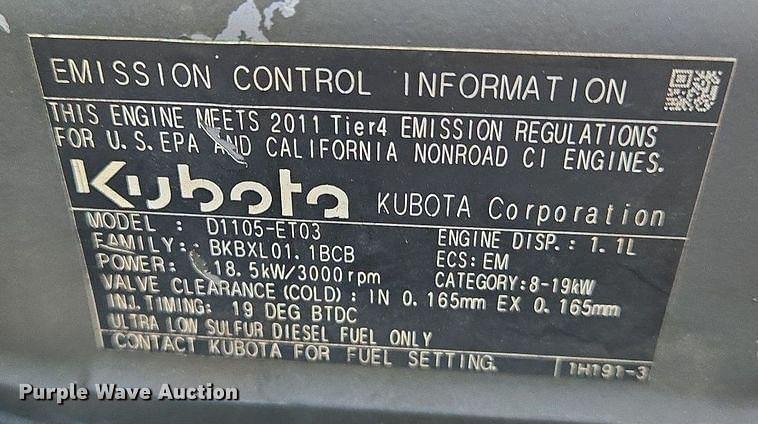 EMISSION CONTROL INFORMATION
THIS ENGINE MEETS 2011 Tier4 EMISSION REGULATIONS
FOR U.S.EPA AND CALIFORNIA NONROAD CI ENGINES.
Kubota KUBOTA Corporation
MODEL : D1105-ET03 ENGINE DISP.: 1.1L
FAMILY: BKBXL01.1BCB ECS: EM
POWER: 18.5kW/3000rpm CATEGORY:8-19kW
VALVE CLEARANCE (COLD) : IN 0.165mm EX 0.165mm
INJ.TIMING: 19 DEG BTDC
ULTRA LOW SULFUR DIESEL FUEL ONLY
CONTACT KUBOTA FOR FUEL SETTING. 1H191-3
Purple Wave Auction